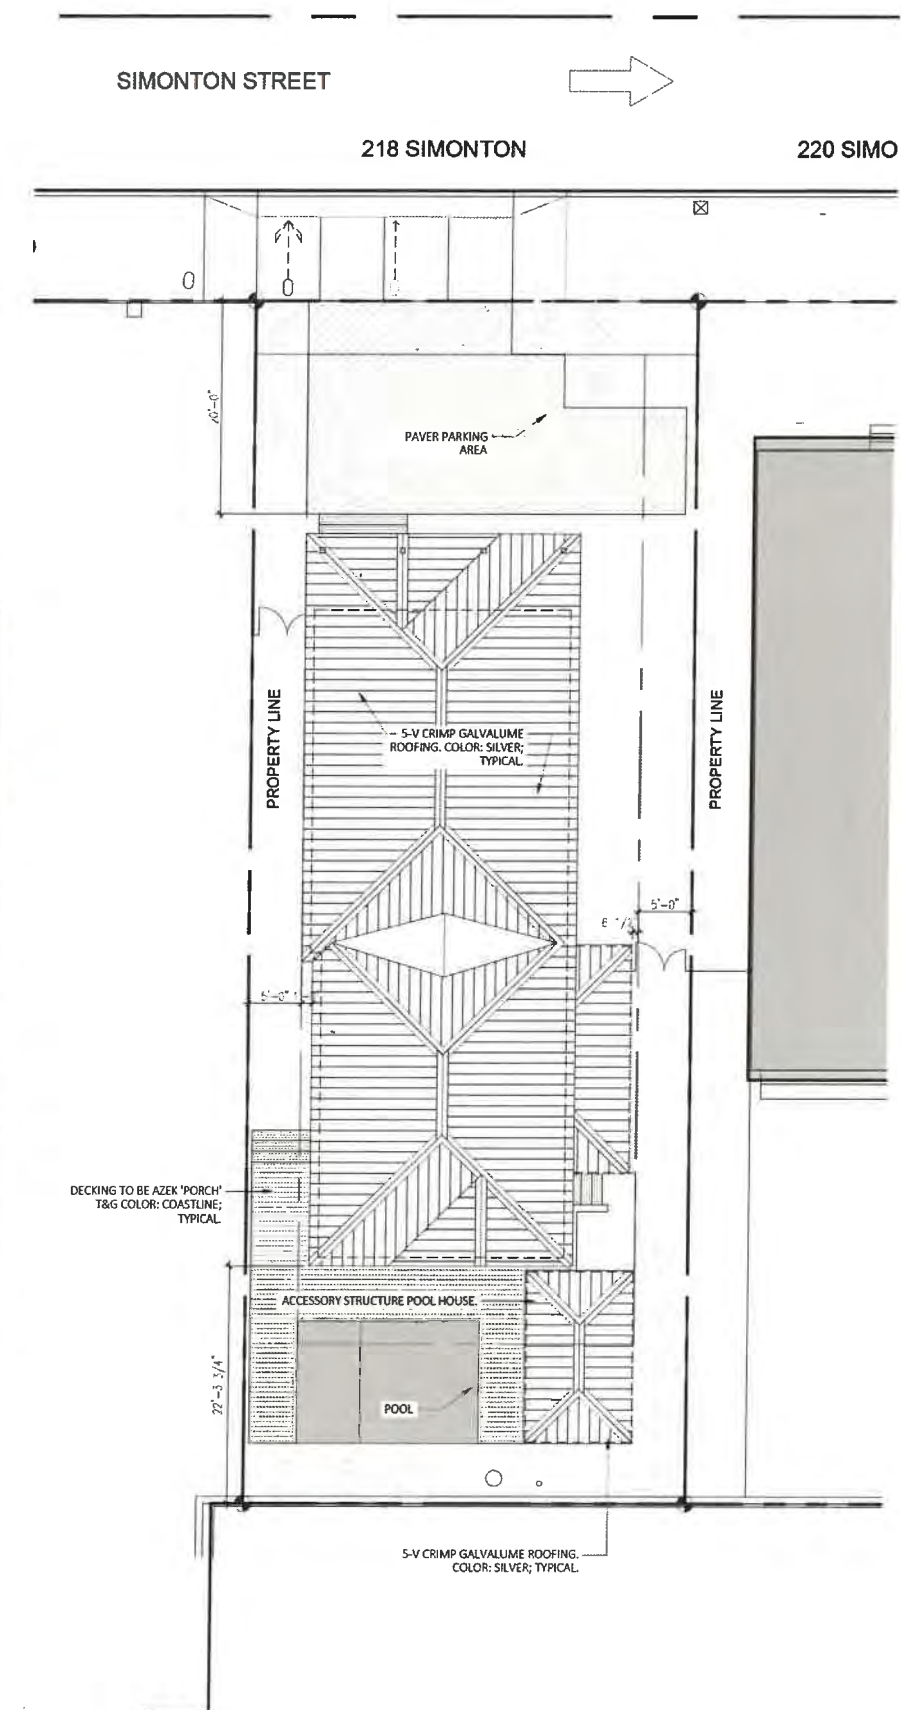 SIMONTON STREET
218 SIMONTON
220 SIMO
20'-0"
PAVER PARKING
AREA
PROPERTY LINE
5-V CRIMP GALVALUME
ROOFING. COLOR: SILVER;
TYPICAL.
PROPERTY LINE
5'-0"
DECKING TO BE AZEK 'PORCH'
T&G COLOR: COASTLINE;
TYPICAL.
ACCESSORY STRUCTURE POOL HOUSE.
22'-3 3/4"
POOL
5-V CRIMP GALVALUME ROOFING.
COLOR: SILVER; TYPICAL.